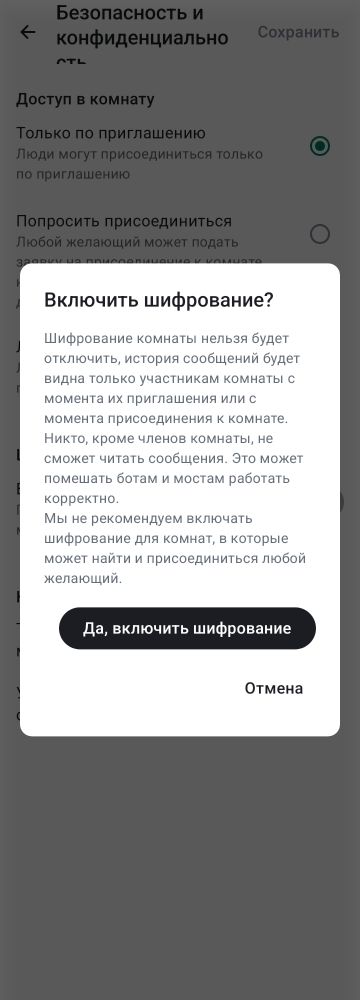 Безопасность и
конфиденциально
Сохранить
Доступ в комнату
Только по приглашению
Люди могут присоединиться только
по приглашению
Попросить присоединиться
Любой желающий может подать
заявку на присоединение к комнате
Включить шифрование?
Шифрование комнаты нельзя будет
отключить, история сообщений будет
видна только участникам комнаты с
момента их приглашения или с
момента присоединения к комнате.
Никто, кроме членов комнаты, не
сможет читать сообщения. Это может
помешать ботам и мостам работать
корректно.
Мы не рекомендуем включать
шифрование для комнат, в которые
может найти и присоединиться любой
желающий.
Да, включить шифрование
Отмена